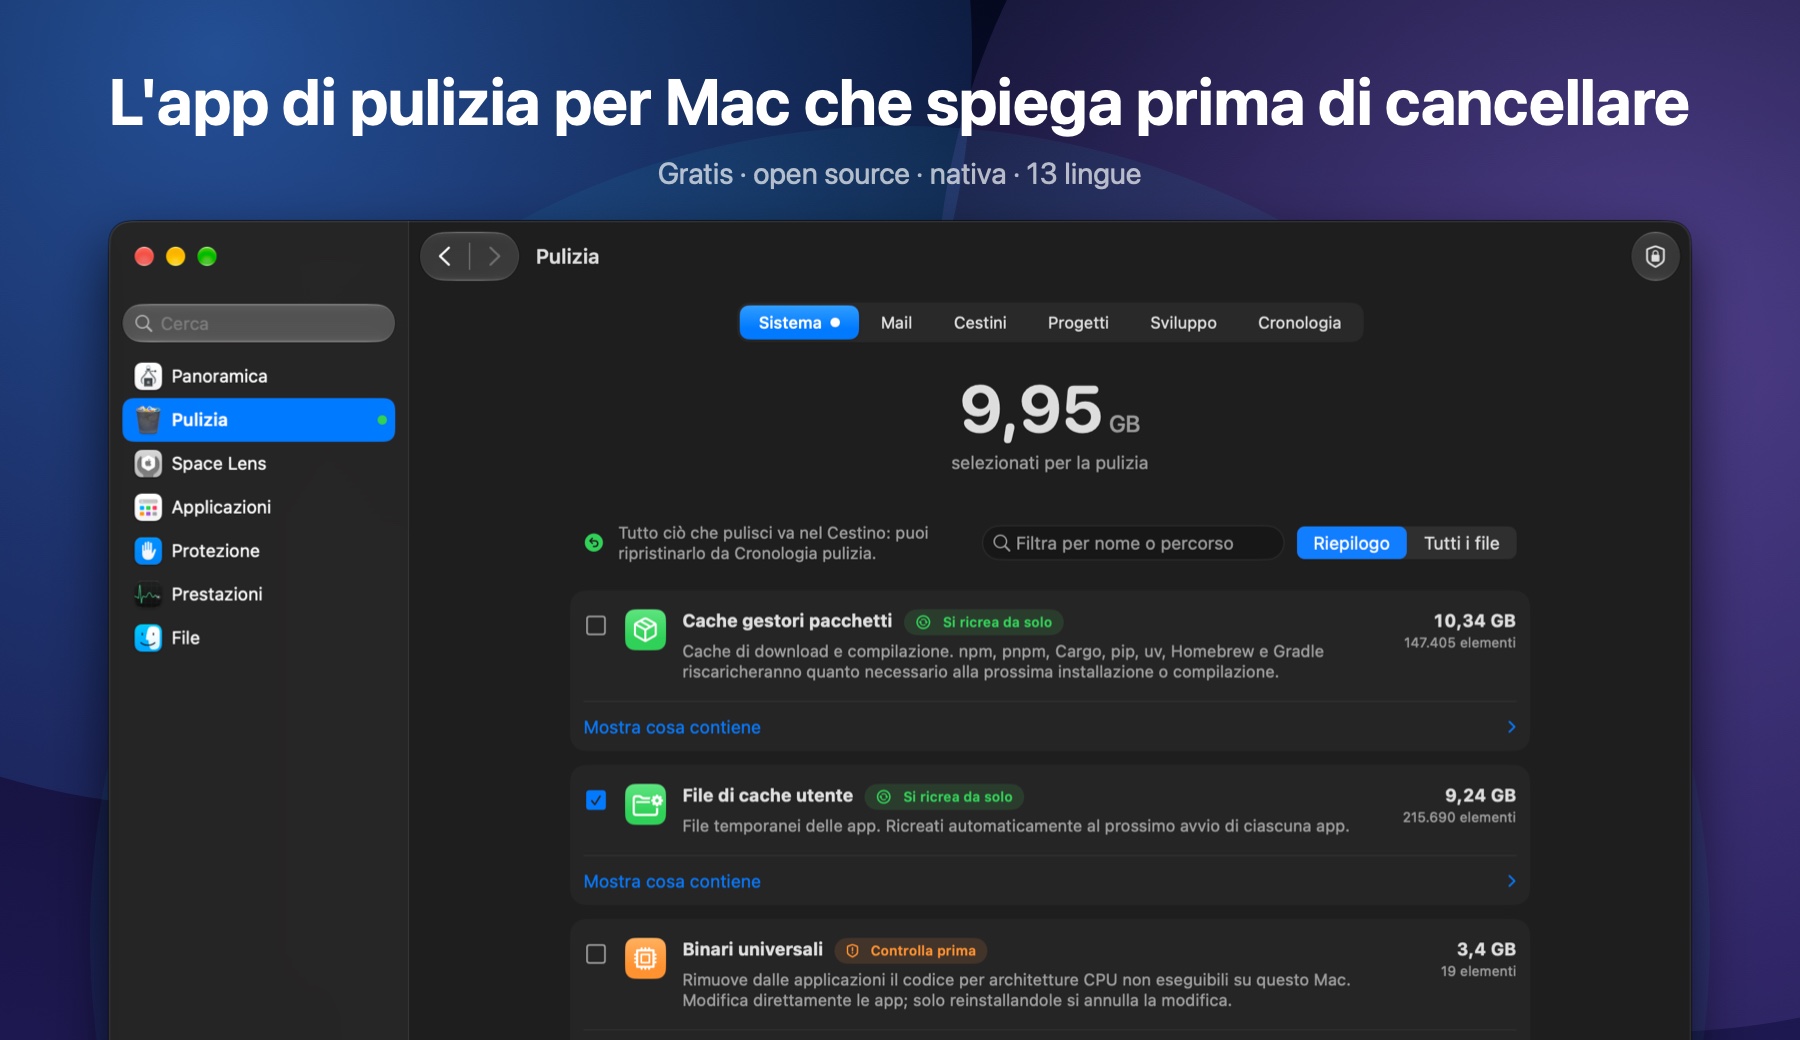 L'app di pulizia per Mac che spiega prima di cancellare
Gratis · open source · nativa · 13 lingue
Pulizia
Cerca
Panoramica
Pulizia
Space Lens
Applicazioni
Protezione
Prestazioni
File
Sistema
Mail
Cestini
Progetti
Sviluppo
Cronologia
9,95 GB
selezionati per la pulizia
Tutto ciò che pulisci va nel Cestino: puoi
ripristinarlo da Cronologia pulizia.
Filtra per nome o percorso
Riepilogo
Tutti i file
Cache gestori pacchetti
Si ricrea da solo
10,34 GB
147.405 elementi
Cache di download e compilazione. npm, pnpm, Cargo, pip, uv, Homebrew e Gradle
riscaricheranno quanto necessario alla prossima installazione o compilazione.
Mostra cosa contiene
File di cache utente
Si ricrea da solo
9,24 GB
215.690 elementi
File temporanei delle app. Ricreati automaticamente al prossimo avvio di ciascuna app.
Mostra cosa contiene
Binari universali
Controlla prima
3,4 GB
19 elementi
Rimuove dalle applicazioni il codice per architetture CPU non eseguibili su questo Mac.
Modifica direttamente le app; solo reinstallandole si annulla la modifica.